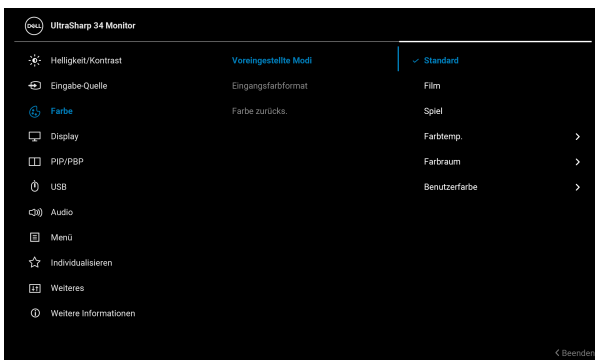 DELL UltraSharp 34 Monitor
Helligkeit/Kontrast Voreingestellte Modi Standard
Eingabe-Quelle Eingangsfarbformat Film
Farbe Farbe zurücks. Spiel
Display Farbtemp.
PIP/PBP Farbraum
USB Benutzerfarbe
Audio
Menü
Individualisieren
Weiteres
Weitere Informationen
Beenden